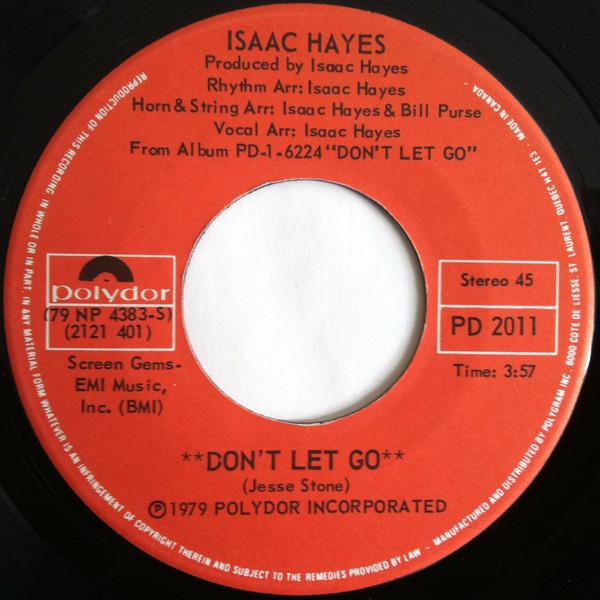 ISAAC HAYES
Produced by Isaac Hayes
Rhythm Arr: Isaac Hayes
Horn & String Arr: Isaac Hayes & Bill Purse
Vocal Arr: Isaac Hayes
From Album PD-1-6224 "DON'T LET GO"
polydor
(79 NP 4383-S)
(2121 401)
Screen Gems-
EMI Music,
Inc. (BMI)
Stereo 45
PD 2011
Time: 3:57
**DON'T LET GO**
(Jesse Stone)
Ⓟ1979 POLYDOR INCORPORATED
REPRODUCTION OF THIS RECORDING, IN WHOLE OR IN PART, IN ANY MATERIAL FORM WHATEVER IS AN INFRINGEMENT OF COPYRIGHT THEREIN AND SUBJECT TO THE REMEDIES PROVIDED BY LAW – MANUFACTURED AND DISTRIBUTED BY POLYGRAM INC. 6000 COTE DE LIESSE, ST LAURENT, QUEBEC H4T 1E3 – MADE IN CANADA –